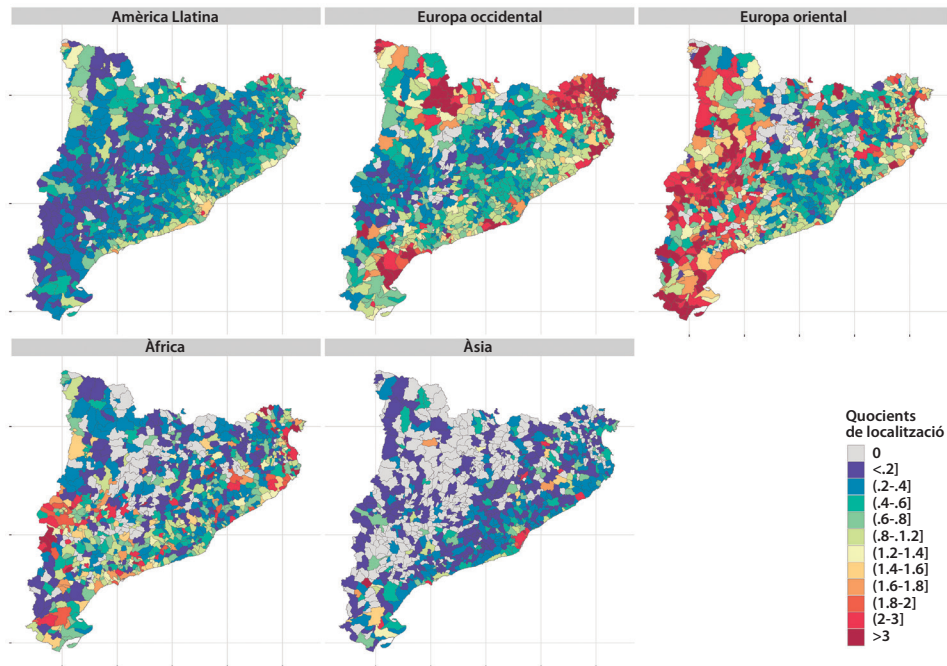 Amèrica Llatina
Europa occidental
Europa oriental
Àfrica
Àsia
Quocients
de localització
0
<.2]
(.2-.4]
(.4-.6]
(.6-.8]
(.8-.1.2]
(1.2-1.4]
(1.4-1.6]
(1.6-1.8]
(1.8-2]
(2-3]
>3